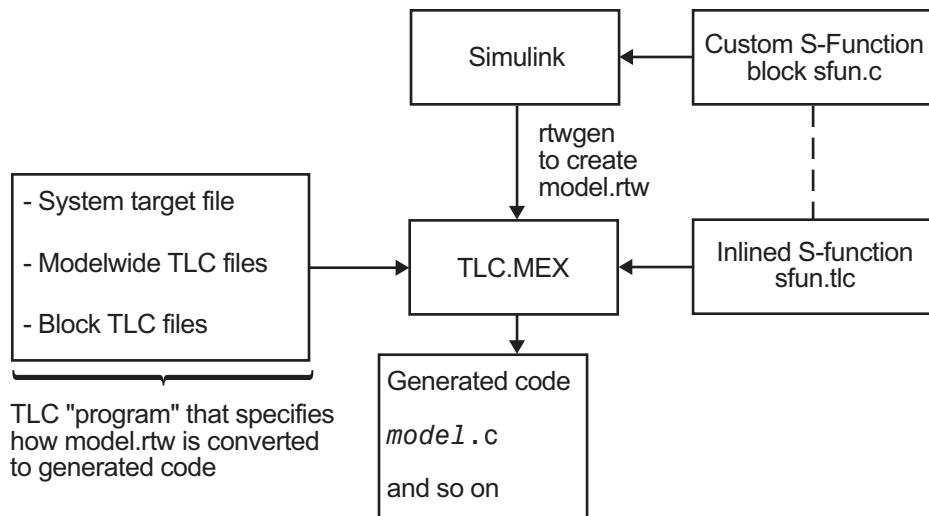 Simulink
Custom S-Function
block sfun.c
rtwgen
to create
model.rtw
- System target file
- Modelwide TLC files
- Block TLC files
TLC.MEX
Inlined S-function
sfun.tlc
TLC "program" that specifies
how model.rtw is converted
to generated code
Generated code
model.c
and so on